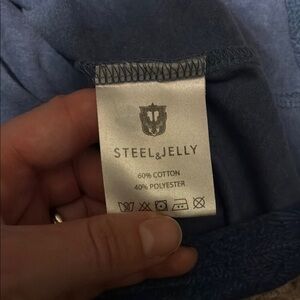 STEEL & JELLY
60% COTTON
40% POLYESTER